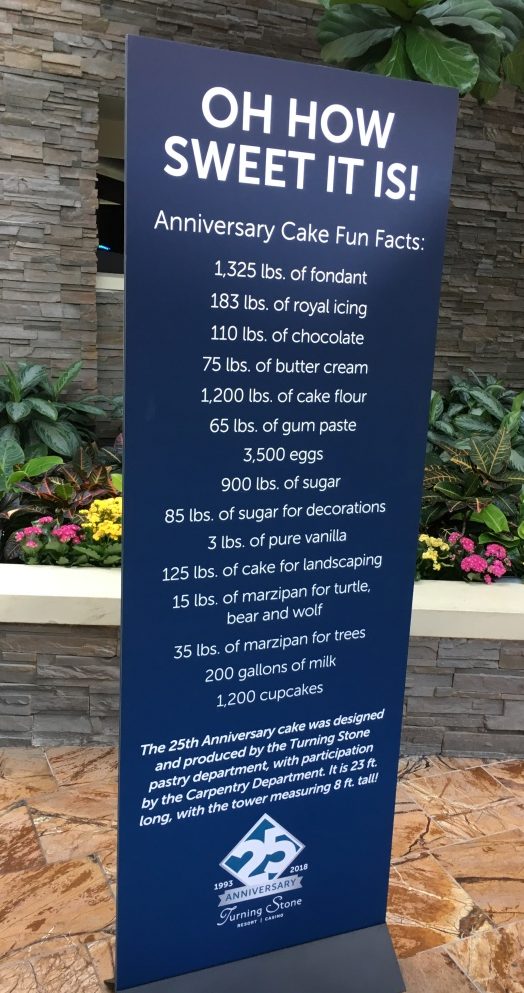 OH HOW
SWEET IT IS!
Anniversary Cake Fun Facts:
1,325 lbs. of fondant
183 lbs. of royal icing
110 lbs. of chocolate
75 lbs. of butter cream
1,200 lbs. of cake flour
65 lbs. of gum paste
3,500 eggs
900 lbs. of sugar
85 lbs. of sugar for decorations
3 lbs. of pure vanilla
125 lbs. of cake for landscaping
15 lbs. of marzipan for turtle,
bear and wolf
35 lbs. of marzipan for trees
200 gallons of milk
1,200 cupcakes
The 25th Anniversary cake was designed
and produced by the Turning Stone
pastry department, with participation
by the Carpentry Department. It is 23 ft.
long, with the tower measuring 8 ft. tall!
25
1993 2018
ANNIVERSARY
Turning Stone
RESORT | CASINO